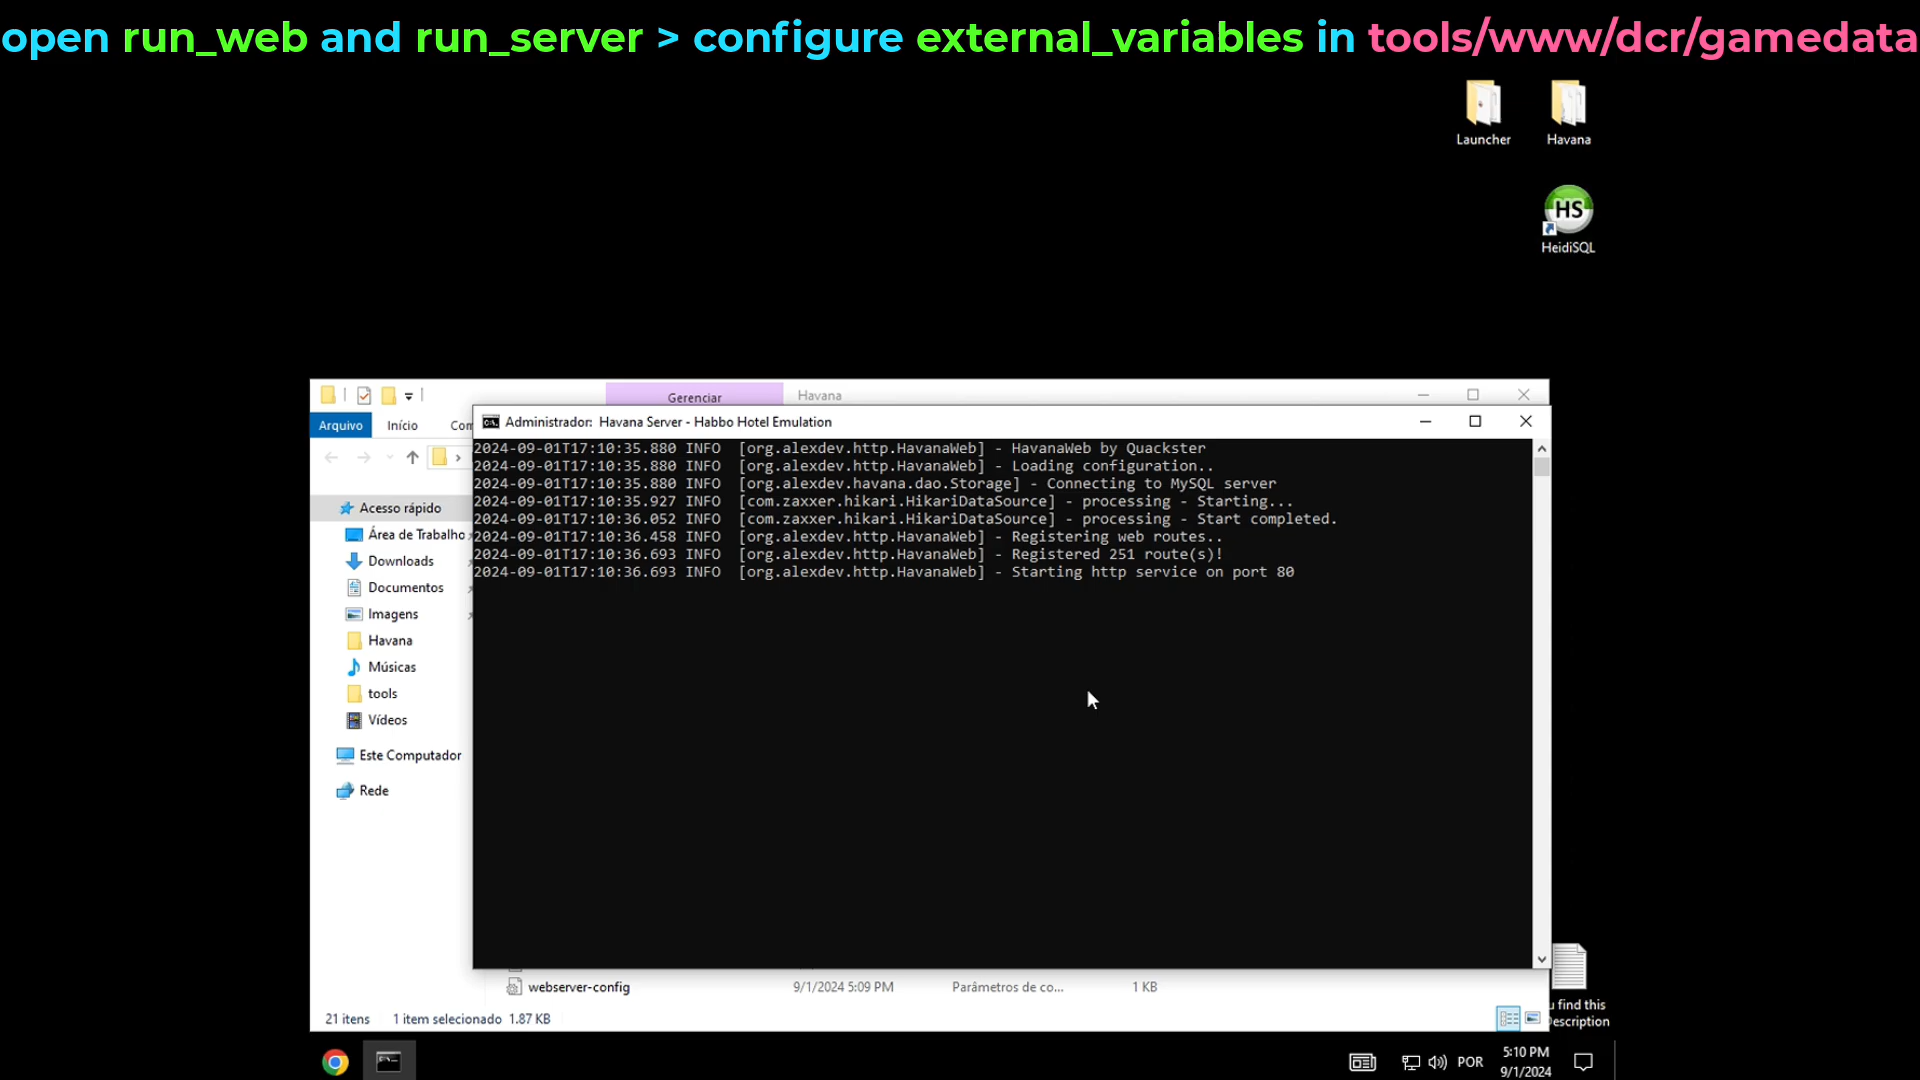 open run_web and run_server > configure external_variables in tools/www/dcr/gamedata
Launcher
Havana
HS
HeidiSQL
Gerenciar
Havana
Arquivo
Início
Com
Administrador: Havana Server - Habbo Hotel Emulation
2024-09-01T17:10:35.880 INFO [org.alexdev.http.HavanaWeb] - HavanaWeb by Quackster
2024-09-01T17:10:35.880 INFO [org.alexdev.http.HavanaWeb] - Loading configuration..
2024-09-01T17:10:35.880 INFO [org.alexdev.havana.dao.Storage] - Connecting to MySQL server
2024-09-01T17:10:35.927 INFO [com.zaxxer.hikari.HikariDataSource] - processing - Starting...
2024-09-01T17:10:36.052 INFO [com.zaxxer.hikari.HikariDataSource] - processing - Start completed.
2024-09-01T17:10:36.458 INFO [org.alexdev.http.HavanaWeb] - Registering web routes..
2024-09-01T17:10:36.693 INFO [org.alexdev.http.HavanaWeb] - Registered 251 route(s)!
2024-09-01T17:10:36.693 INFO [org.alexdev.http.HavanaWeb] - Starting http service on port 80
Acesso rápido
Área de Trabalho
Downloads
Documentos
Imagens
Havana
Músicas
tools
Vídeos
Este Computador
Rede
webserver-config 9/1/2024 5:09 PM Parâmetros de co... 1 KB
21 itens 1 item selecionado 1.87 KB
u find this
escription
POR
5:10 PM
9/1/2024